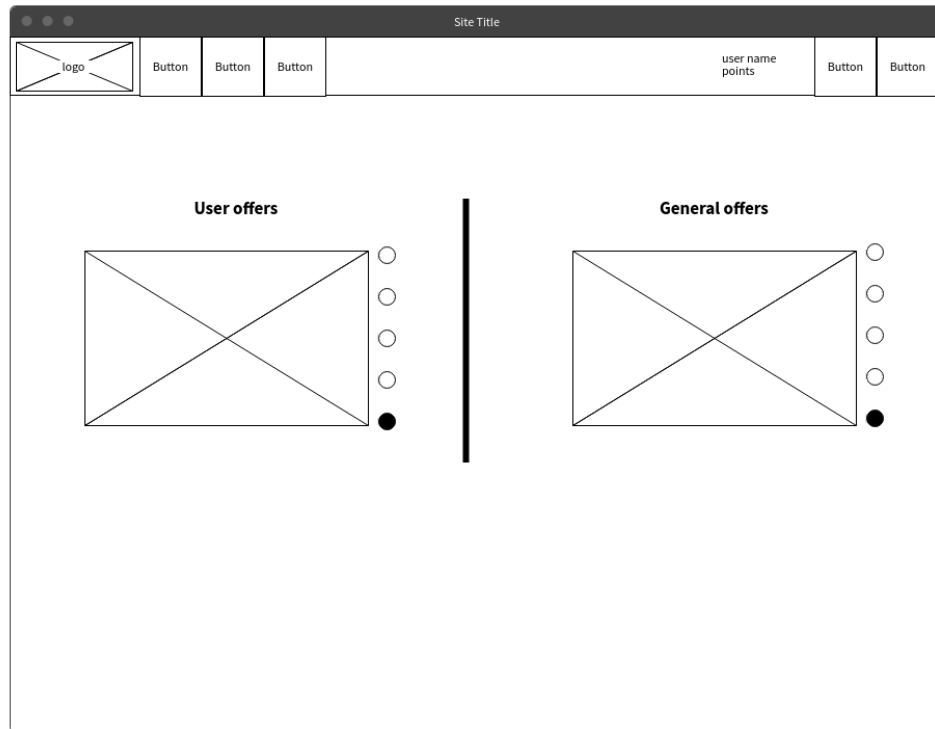 Site Title
logo
Button
Button
Button
user name
points
Button
Button
User offers
General offers